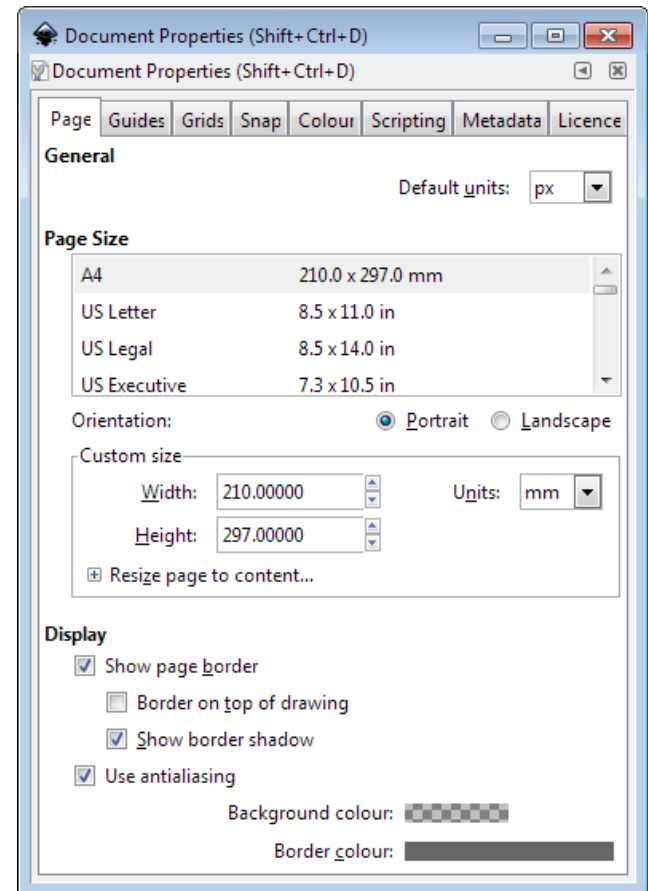 Document Properties (Shift+Ctrl+D)
Document Properties (Shift+Ctrl+D)
Page Guides Grids Snap Colour Scripting Metadata Licence
General
Default units: px
Page Size
A4 210.0 x 297.0 mm
US Letter 8.5 x 11.0 in
US Legal 8.5 x 14.0 in
US Executive 7.3 x 10.5 in
Orientation: Portrait Landscape
Custom size
Width: 210.00000 Units: mm
Height: 297.00000
Resize page to content...
Display
Show page border
Border on top of drawing
Show border shadow
Use antialiasing
Background colour:
Border colour: